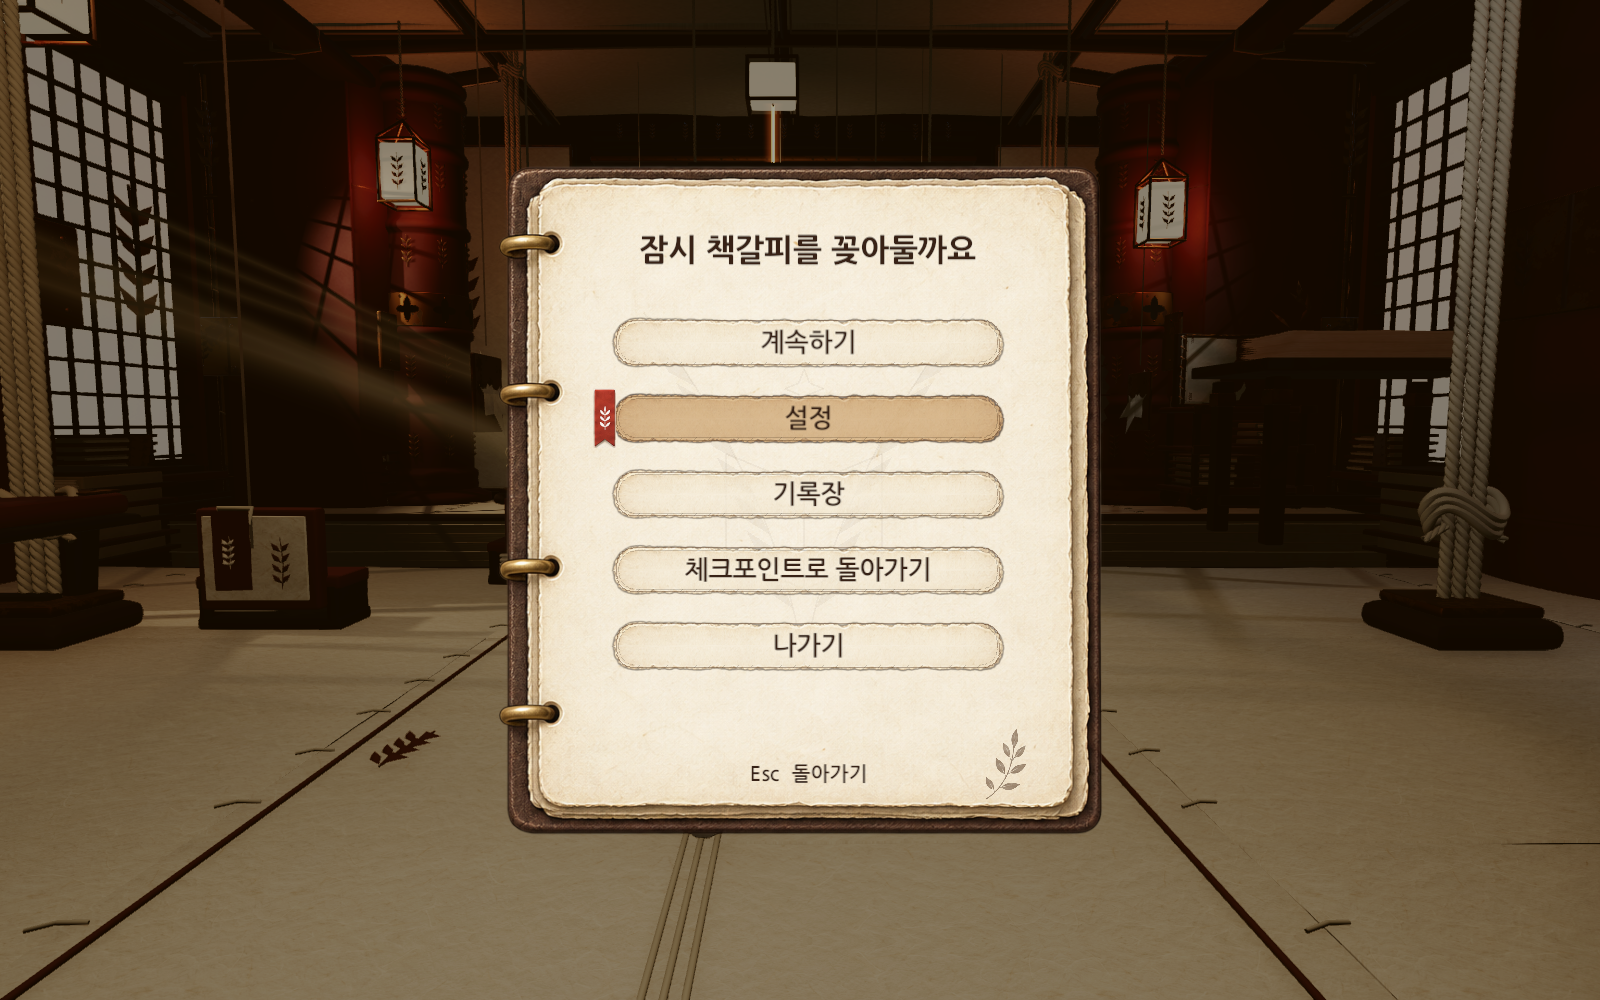 잠시 책갈피를 꽂아둘까요
계속하기
설정
기록장
체크포인트로 돌아가기
나가기
Esc 돌아가기